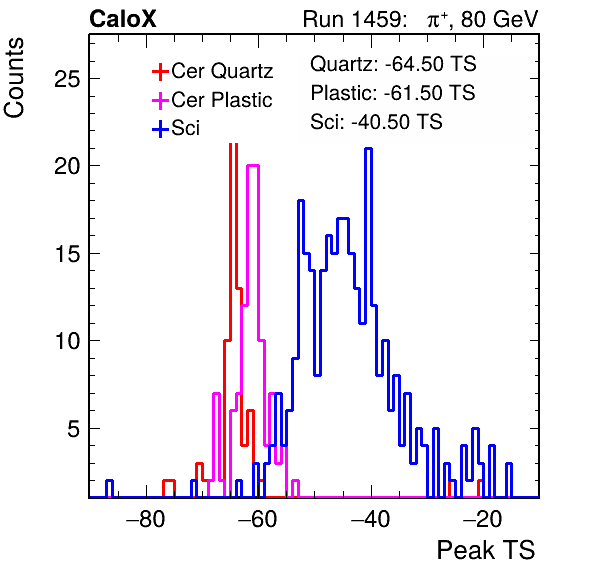 CaloX Run 1459: π⁺, 80 GeV
Counts
Cer Quartz
Cer Plastic
Sci
Quartz: -64.50 TS
Plastic: -61.50 TS
Sci: -40.50 TS
25
20
15
10
5
−80 −60 −40 −20
Peak TS